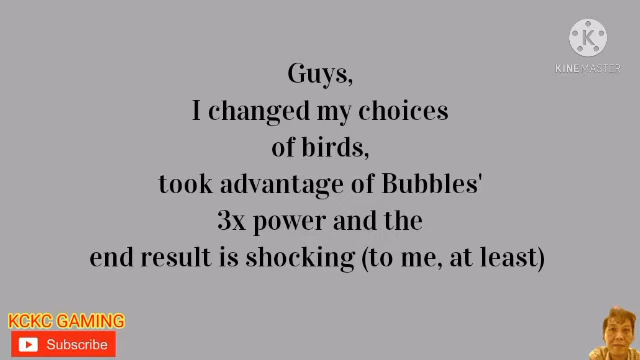 KINEMASTER
Guys,
I changed my choices
of birds,
took advantage of Bubbles'
3x power and the
end result is shocking (to me, at least)
KCKC GAMING
Subscribe